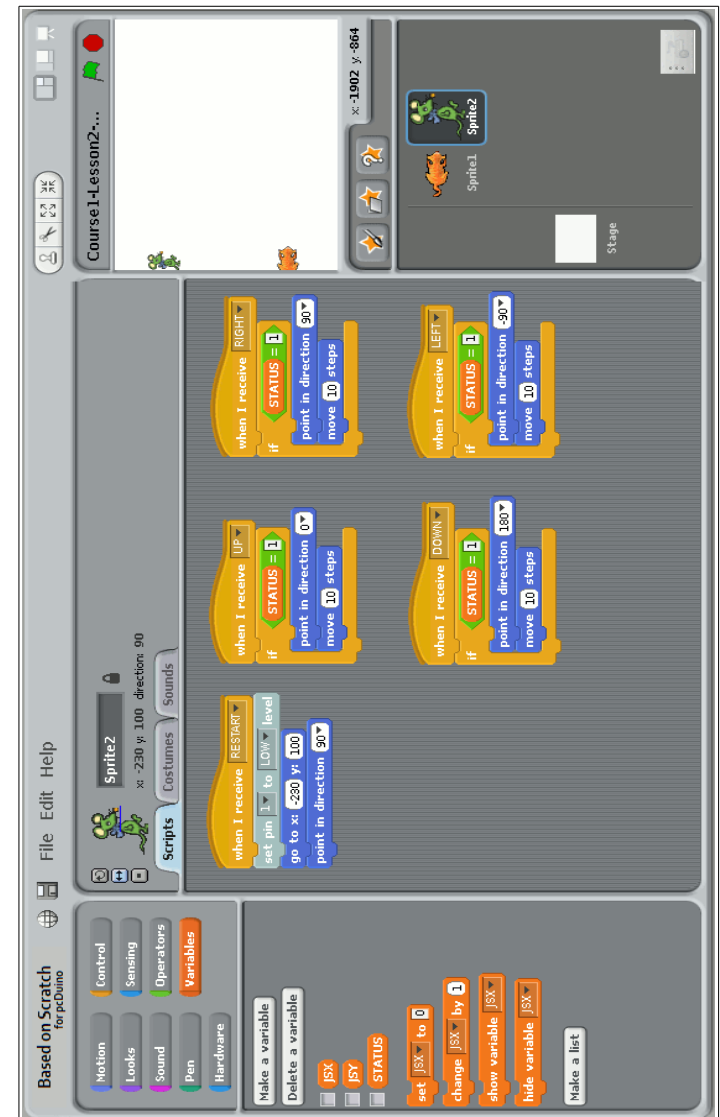 Based on Scratch
for pcDuino
File Edit Help
Motion
Control
Looks
Sensing
Sound
Operators
Pen
Variables
Hardware
Make a variable
Delete a variable
JSX
JSY
STATUS
set JSX to 0
change JSX by 1
show variable JSX
hide variable JSX
Make a list
Sprite2
x: -230 y: 100 direction: 90
Scripts Costumes Sounds
when I receive RESTART
set pin 1 to LOW level
go to x: -230 y: 100
point in direction 90
when I receive UP
if STATUS = 1
point in direction 0
move 10 steps
when I receive RIGHT
if STATUS = 1
point in direction 90
move 10 steps
when I receive DOWN
if STATUS = 1
point in direction 180
move 10 steps
when I receive LEFT
if STATUS = 1
point in direction -90
move 10 steps
Course1-Lesson2-...
x: -1902 y: -864
Sprite1
Sprite2
Stage